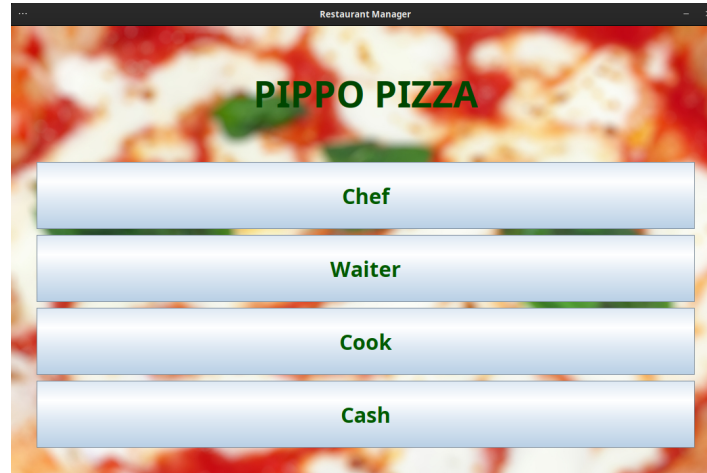 Restaurant Manager
PIPPO PIZZA
Chef
Waiter
Cook
Cash